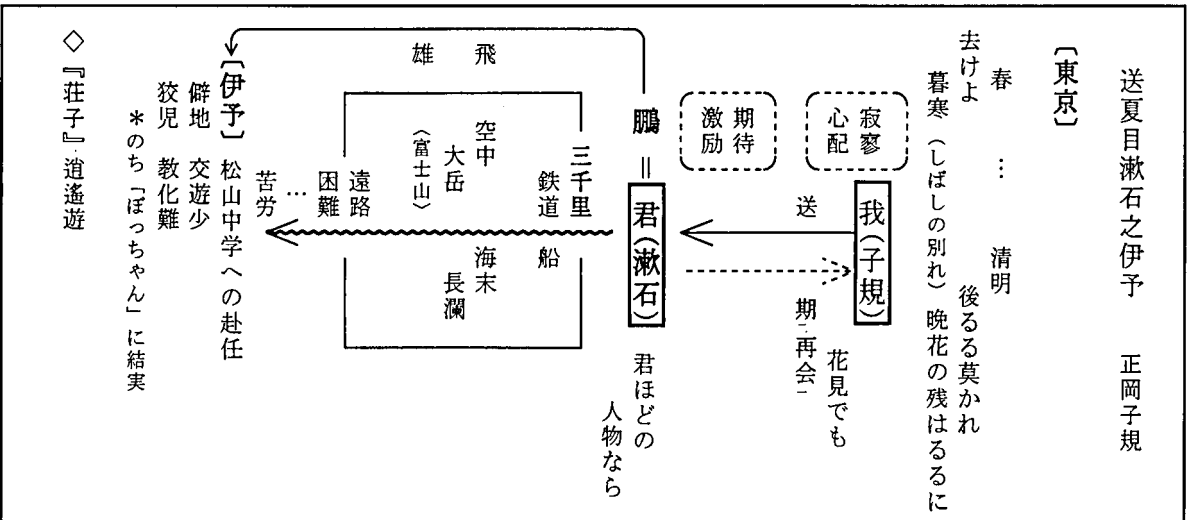 送夏目漱石之伊予　正岡子規
〔東京〕
春　…　清明
去けよ　後るる莫かれ
暮寒（しばしの別れ）晩花の残はるるに
寂寥
心配
我（子規）
期待
激励
送
期二再会一
花見でも
鵬＝君（漱石）
君ほどの
人物なら
三千里
鉄道　船
飛　雄
空中　海末
大岳　長瀾
〈富士山〉
遠路
困難
…
苦労
〔伊予〕松山中学への赴任
僻地　交遊少
狡児　教化難
＊のち「ぼっちゃん」に結実
◇『荘子』逍遙遊